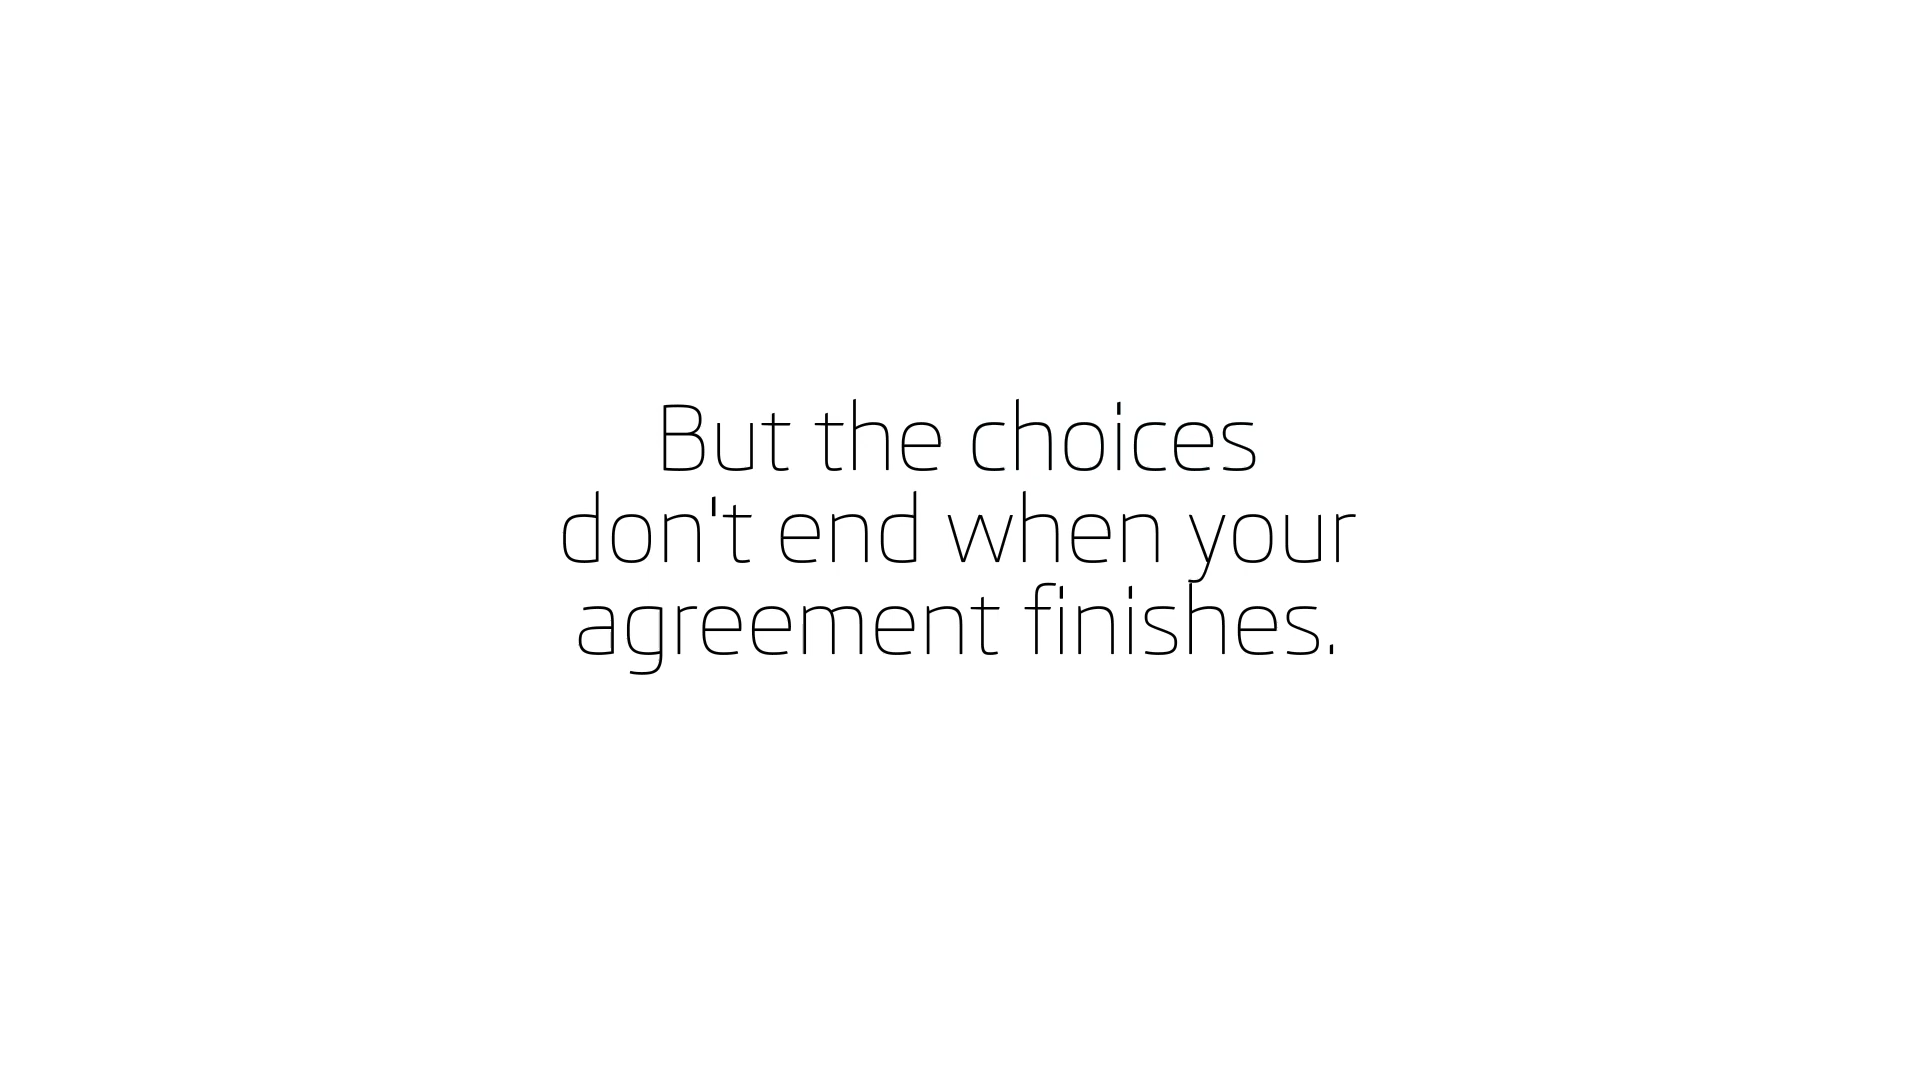 But the choices
don't end when your
agreement finishes.